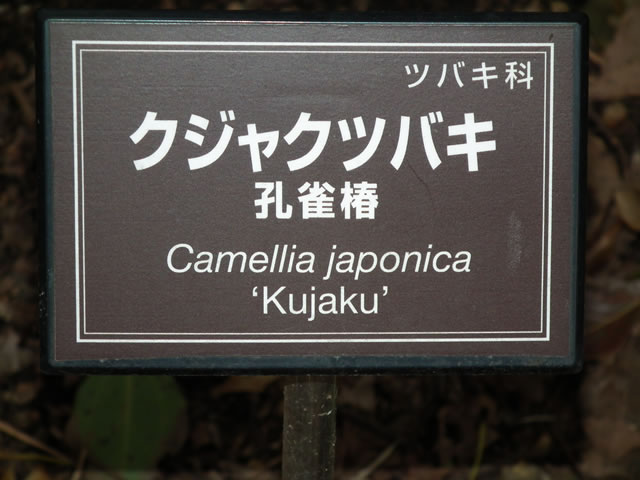 ツバキ科
クジャクツバキ
孔雀椿
Camellia japonica
‘Kujaku’